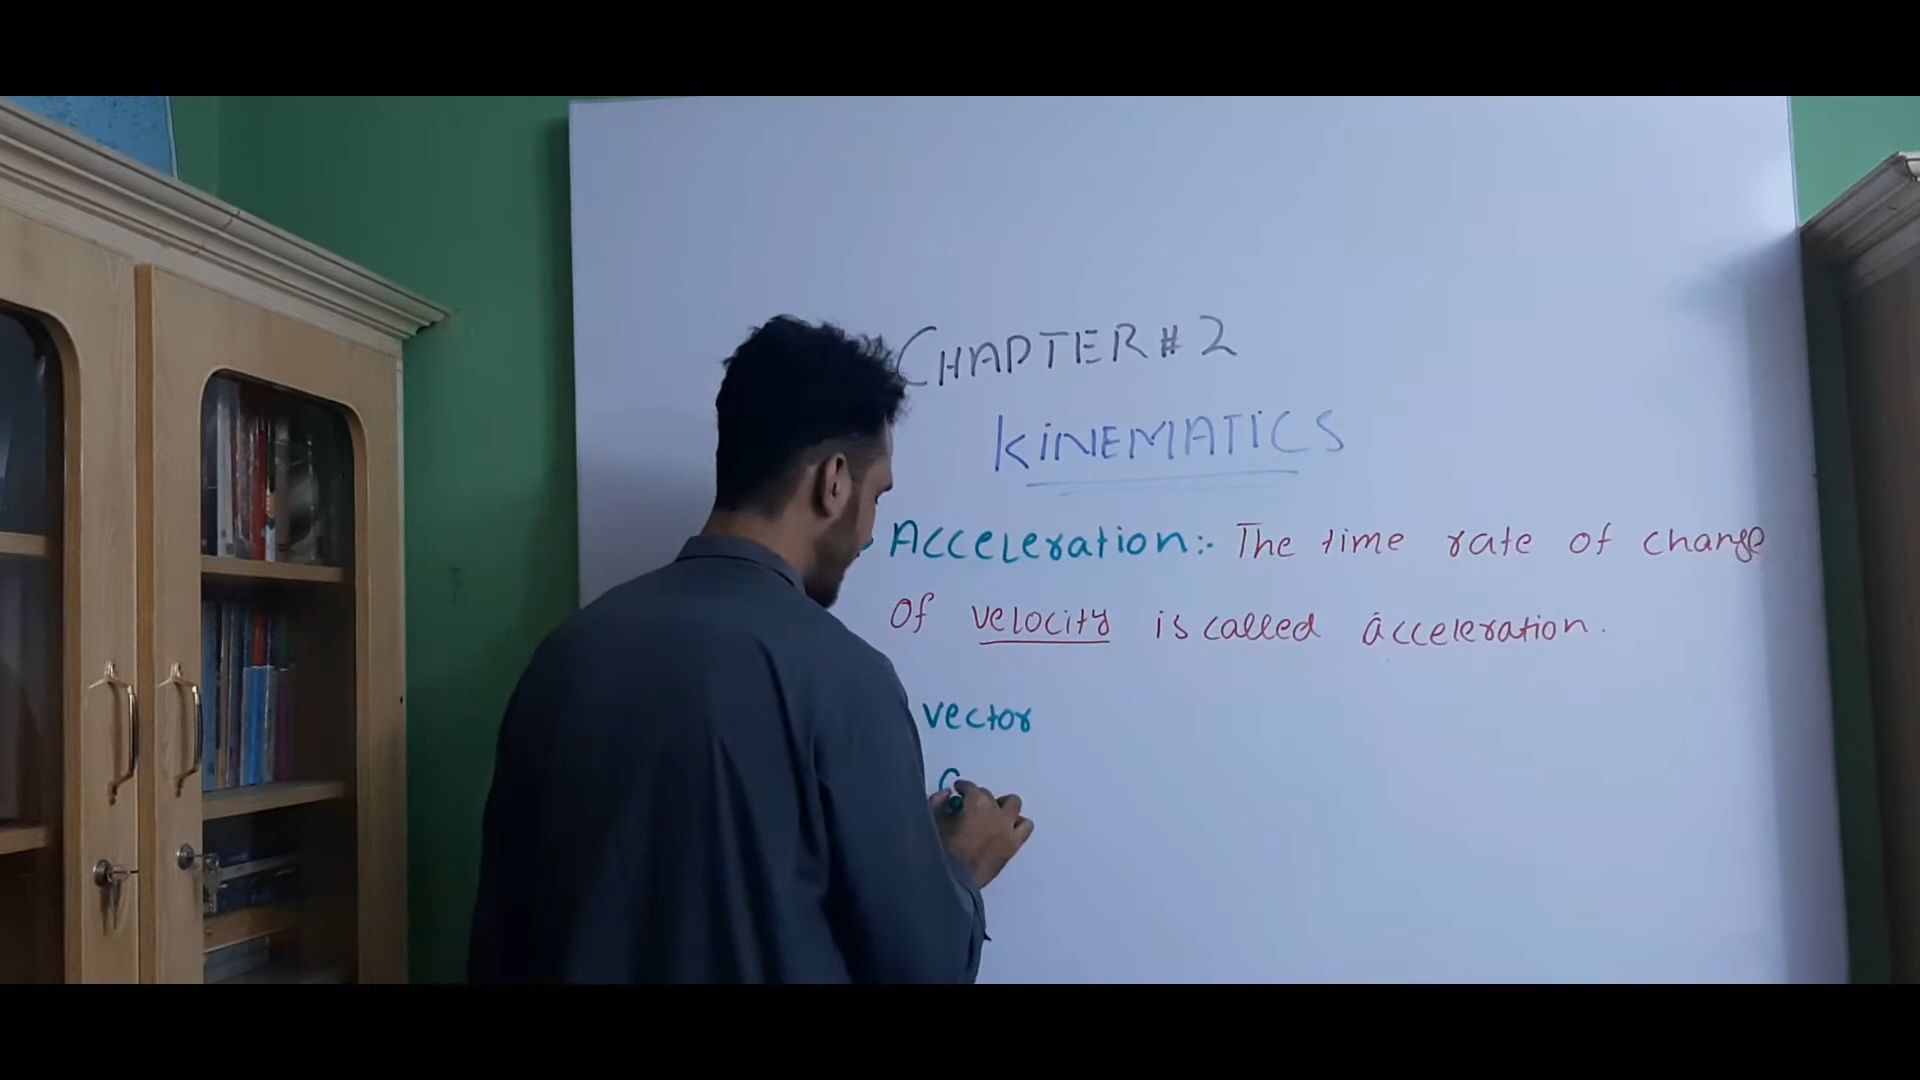 CHAPTER # 2
KiNEMATiCS
Acceleration:- The time rate of change
Of velocity is called acceleration.
vector